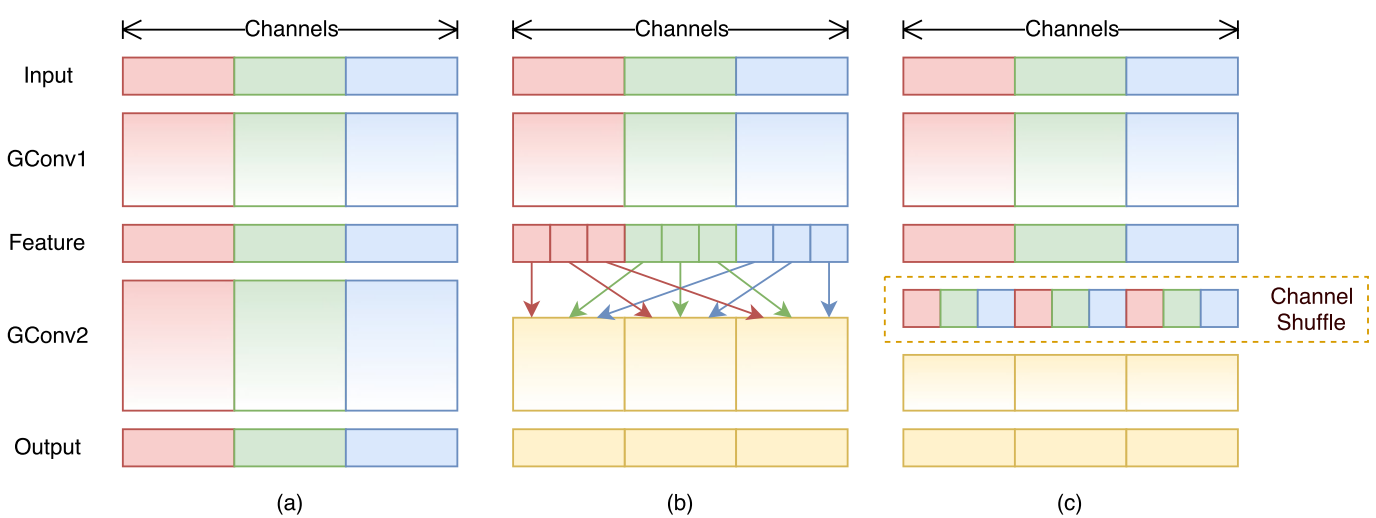 Channels
Channels
Channels
Input
GConv1
Feature
Channel
Shuffle
GConv2
Output
(a)
(b)
(c)